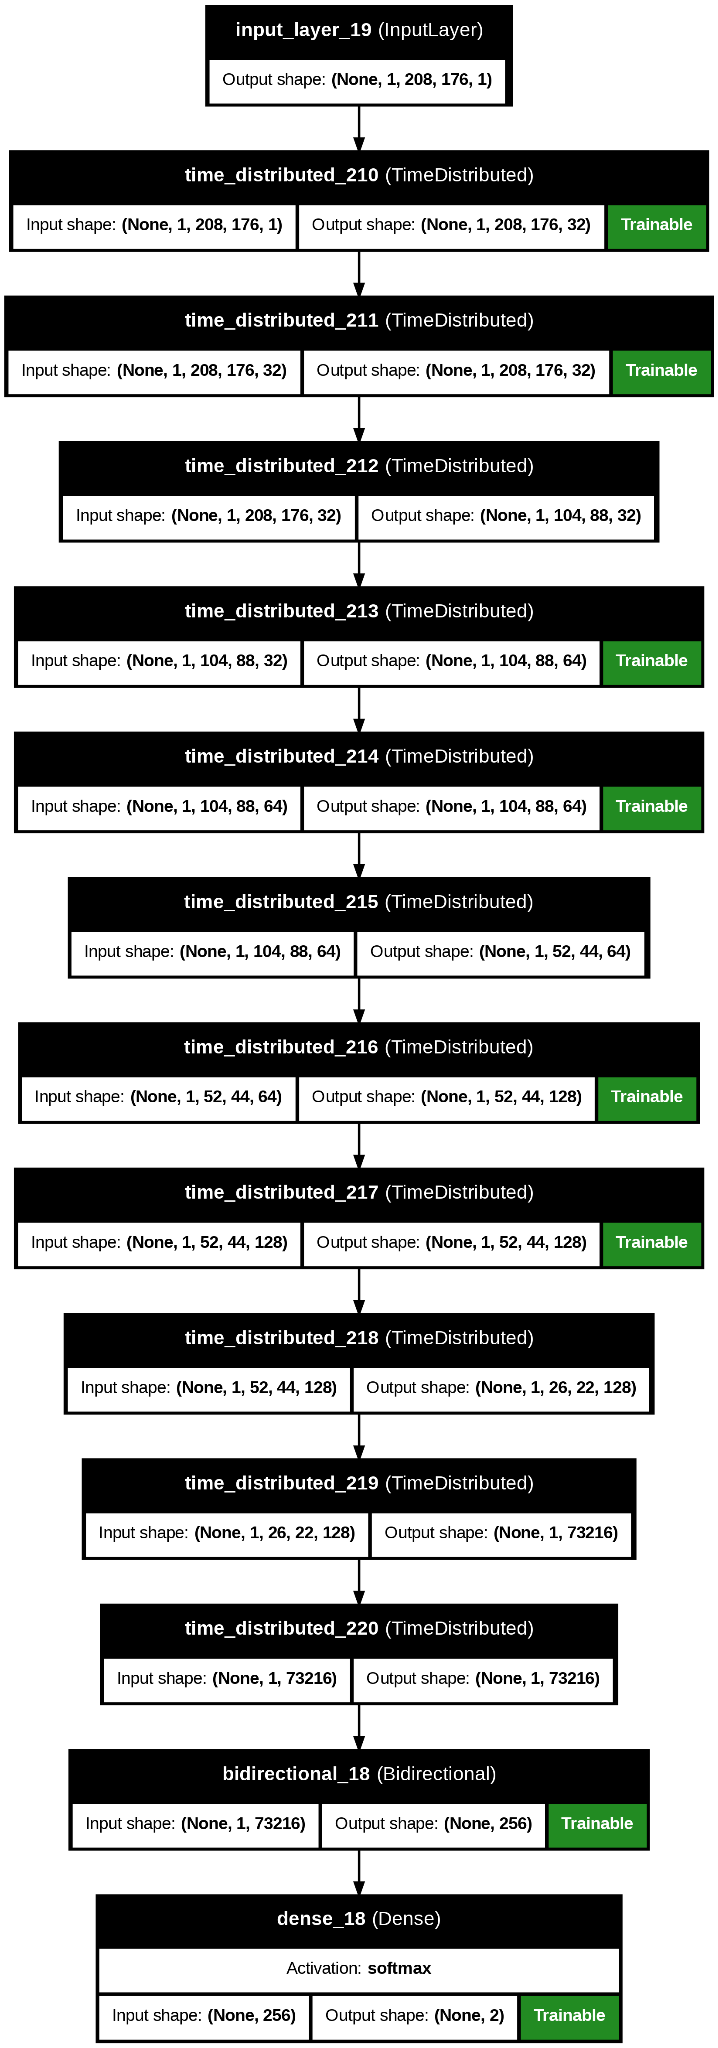 input_layer_19 (InputLayer)
Output shape: (None, 1, 208, 176, 1)
time_distributed_210 (TimeDistributed)
Input shape: (None, 1, 208, 176, 1) Output shape: (None, 1, 208, 176, 32) Trainable
time_distributed_211 (TimeDistributed)
Input shape: (None, 1, 208, 176, 32) Output shape: (None, 1, 208, 176, 32) Trainable
time_distributed_212 (TimeDistributed)
Input shape: (None, 1, 208, 176, 32) Output shape: (None, 1, 104, 88, 32)
time_distributed_213 (TimeDistributed)
Input shape: (None, 1, 104, 88, 32) Output shape: (None, 1, 104, 88, 64) Trainable
time_distributed_214 (TimeDistributed)
Input shape: (None, 1, 104, 88, 64) Output shape: (None, 1, 104, 88, 64) Trainable
time_distributed_215 (TimeDistributed)
Input shape: (None, 1, 104, 88, 64) Output shape: (None, 1, 52, 44, 64)
time_distributed_216 (TimeDistributed)
Input shape: (None, 1, 52, 44, 64) Output shape: (None, 1, 52, 44, 128) Trainable
time_distributed_217 (TimeDistributed)
Input shape: (None, 1, 52, 44, 128) Output shape: (None, 1, 52, 44, 128) Trainable
time_distributed_218 (TimeDistributed)
Input shape: (None, 1, 52, 44, 128) Output shape: (None, 1, 26, 22, 128)
time_distributed_219 (TimeDistributed)
Input shape: (None, 1, 26, 22, 128) Output shape: (None, 1, 73216)
time_distributed_220 (TimeDistributed)
Input shape: (None, 1, 73216) Output shape: (None, 1, 73216)
bidirectional_18 (Bidirectional)
Input shape: (None, 1, 73216) Output shape: (None, 256) Trainable
dense_18 (Dense)
Activation: softmax
Input shape: (None, 256) Output shape: (None, 2) Trainable